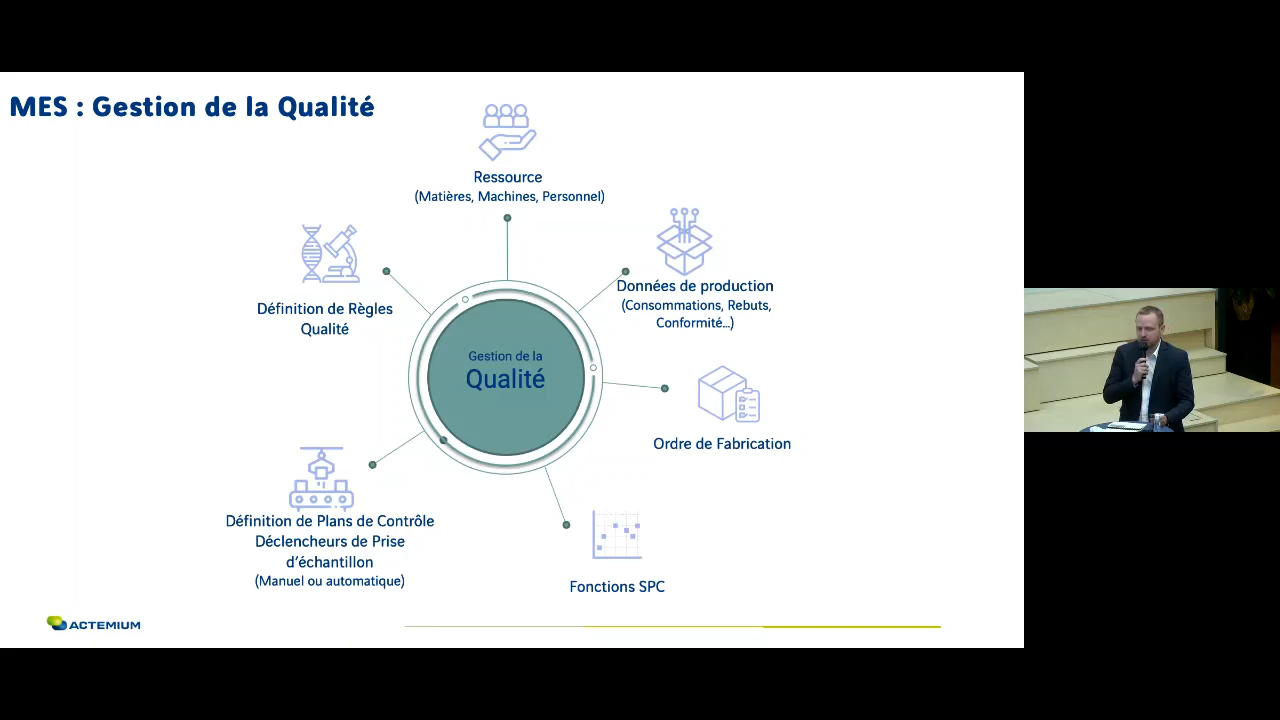 MES : Gestion de la Qualité
Ressource
(Matières, Machines, Personnel)
Données de production
(Consommations, Rebuts,
Conformité...)
Définition de Règles
Qualité
Gestion de la
Qualité
Ordre de Fabrication
Définition de Plans de Contrôle
Déclencheurs de Prise
d'échantillon
(Manuel ou automatique)
Fonctions SPC
ACTEMIUM